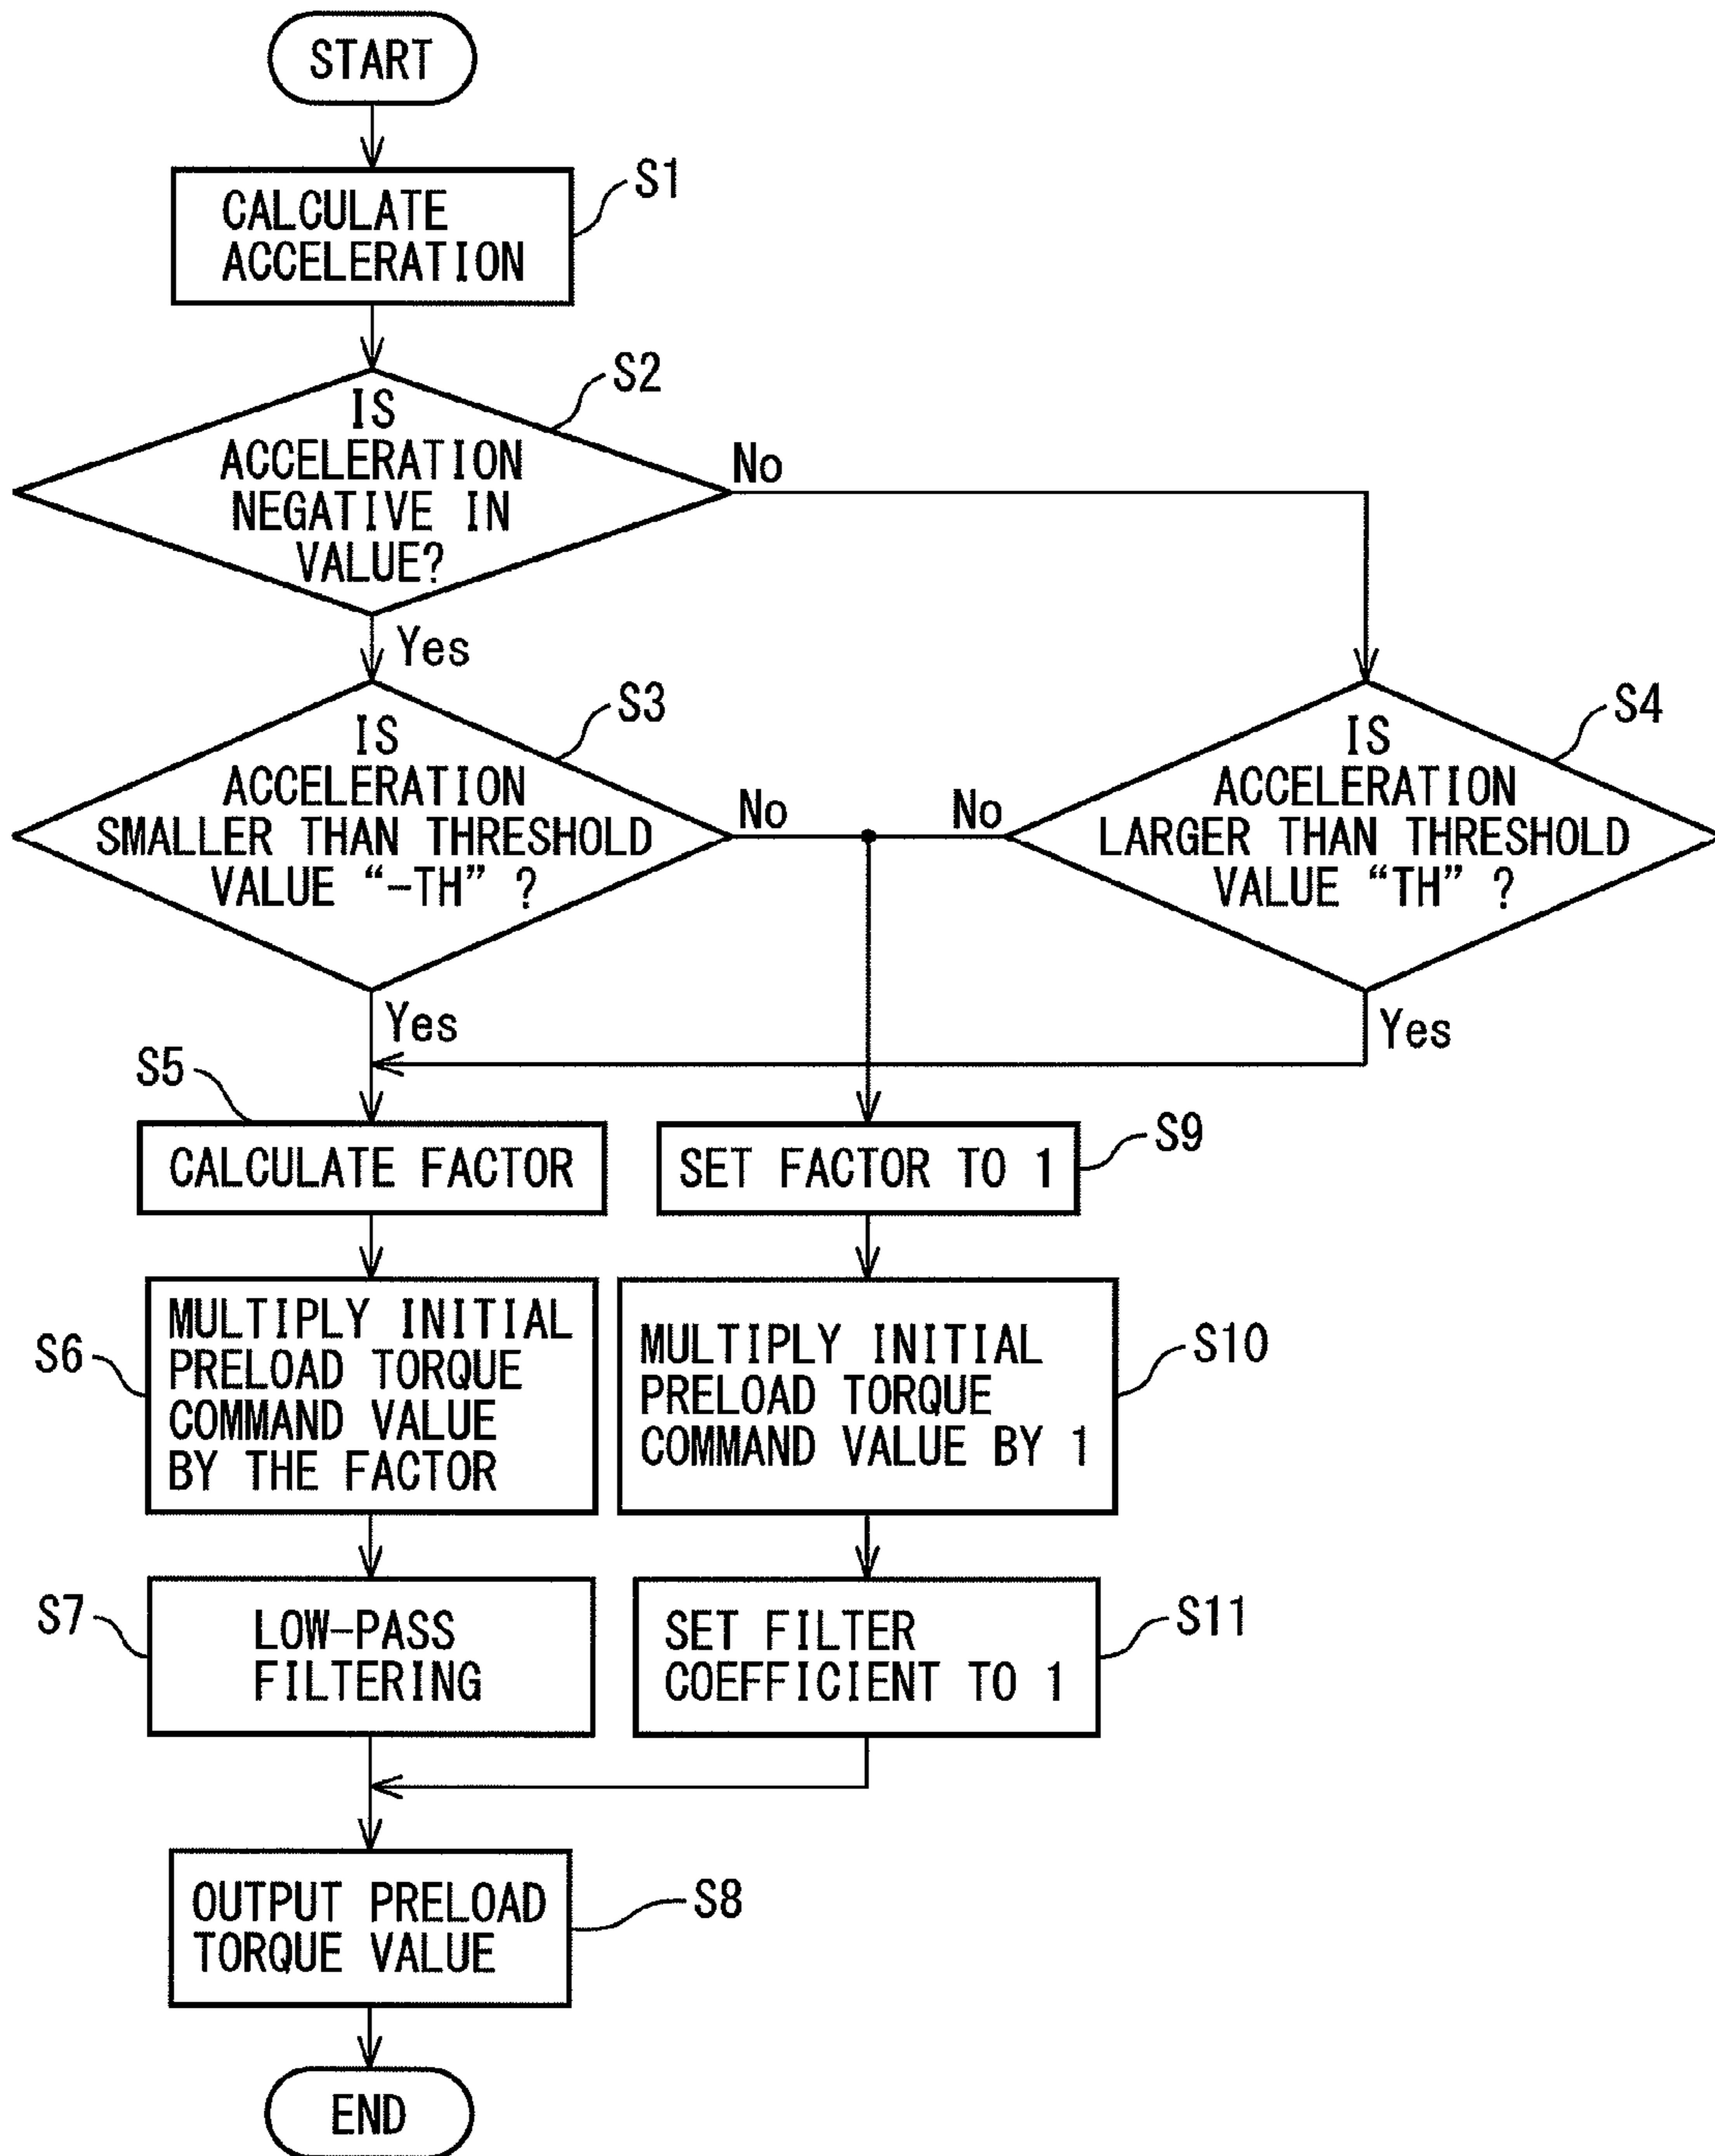 START
S1
CALCULATE
ACCELERATION
S2
IS
ACCELERATION
NEGATIVE IN
VALUE?
No
Yes
S3
IS
ACCELERATION
SMALLER THAN THRESHOLD
VALUE “-TH” ?
No
No
S4
IS
ACCELERATION
LARGER THAN THRESHOLD
VALUE “TH” ?
Yes
Yes
S5
CALCULATE FACTOR
S9
SET FACTOR TO 1
S6
MULTIPLY INITIAL
PRELOAD TORQUE
COMMAND VALUE
BY THE FACTOR
S10
MULTIPLY INITIAL
PRELOAD TORQUE
COMMAND VALUE BY 1
S7
LOW-PASS
FILTERING
S11
SET FILTER
COEFFICIENT TO 1
S8
OUTPUT PRELOAD
TORQUE VALUE
END